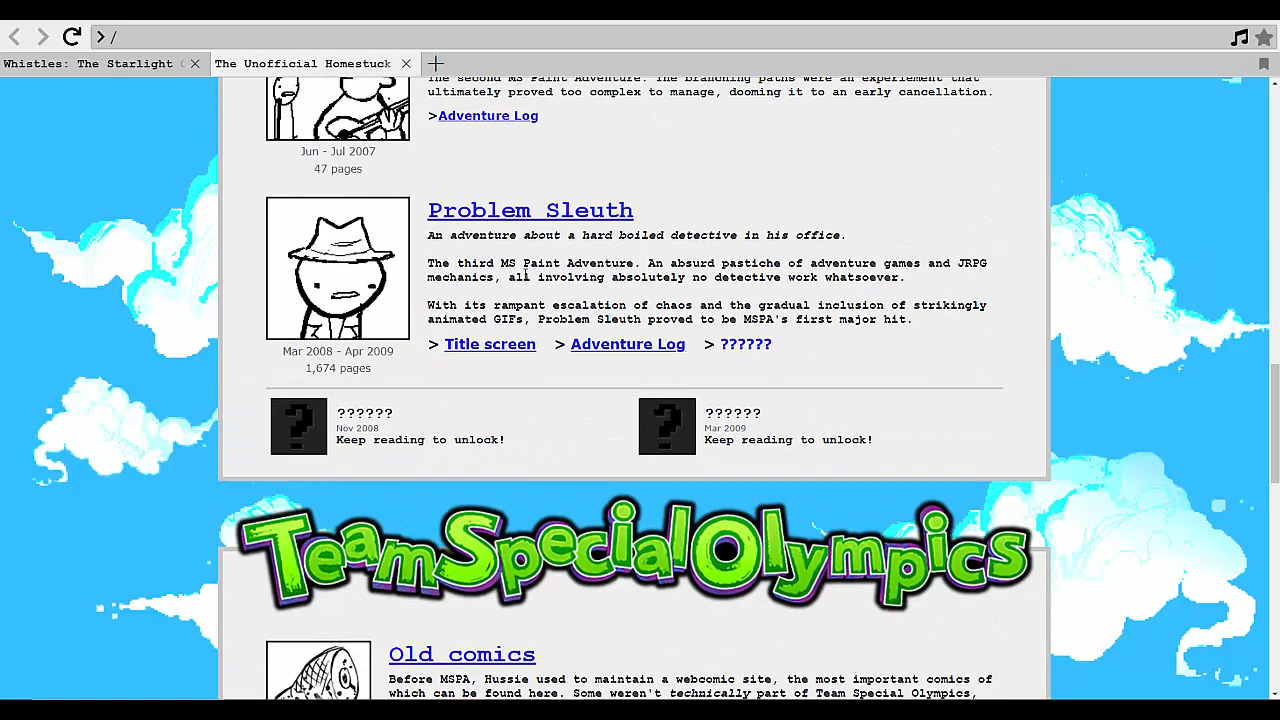 > /
Whistles: The Starlight
The Unofficial Homestuck
The second MS Paint Adventure. The branching paths were an experiment that
ultimately proved too complex to manage, dooming it to an early cancellation.
>Adventure Log
Jun - Jul 2007
47 pages
Problem Sleuth
An adventure about a hard boiled detective in his office.
The third MS Paint Adventure. An absurd pastiche of adventure games and JRPG
mechanics, all involving absolutely no detective work whatsoever.
With its rampant escalation of chaos and the gradual inclusion of strikingly
animated GIFs, Problem Sleuth proved to be MSPA's first major hit.
> Title screen > Adventure Log > ??????
Mar 2008 - Apr 2009
1,674 pages
? ??????
Nov 2008
Keep reading to unlock!
? ??????
Mar 2009
Keep reading to unlock!
TeamSpecialOlympics
Old comics
Before MSPA, Hussie used to maintain a webcomic site, the most important comics of
which can be found here. Some weren't technically part of Team Special Olympics,